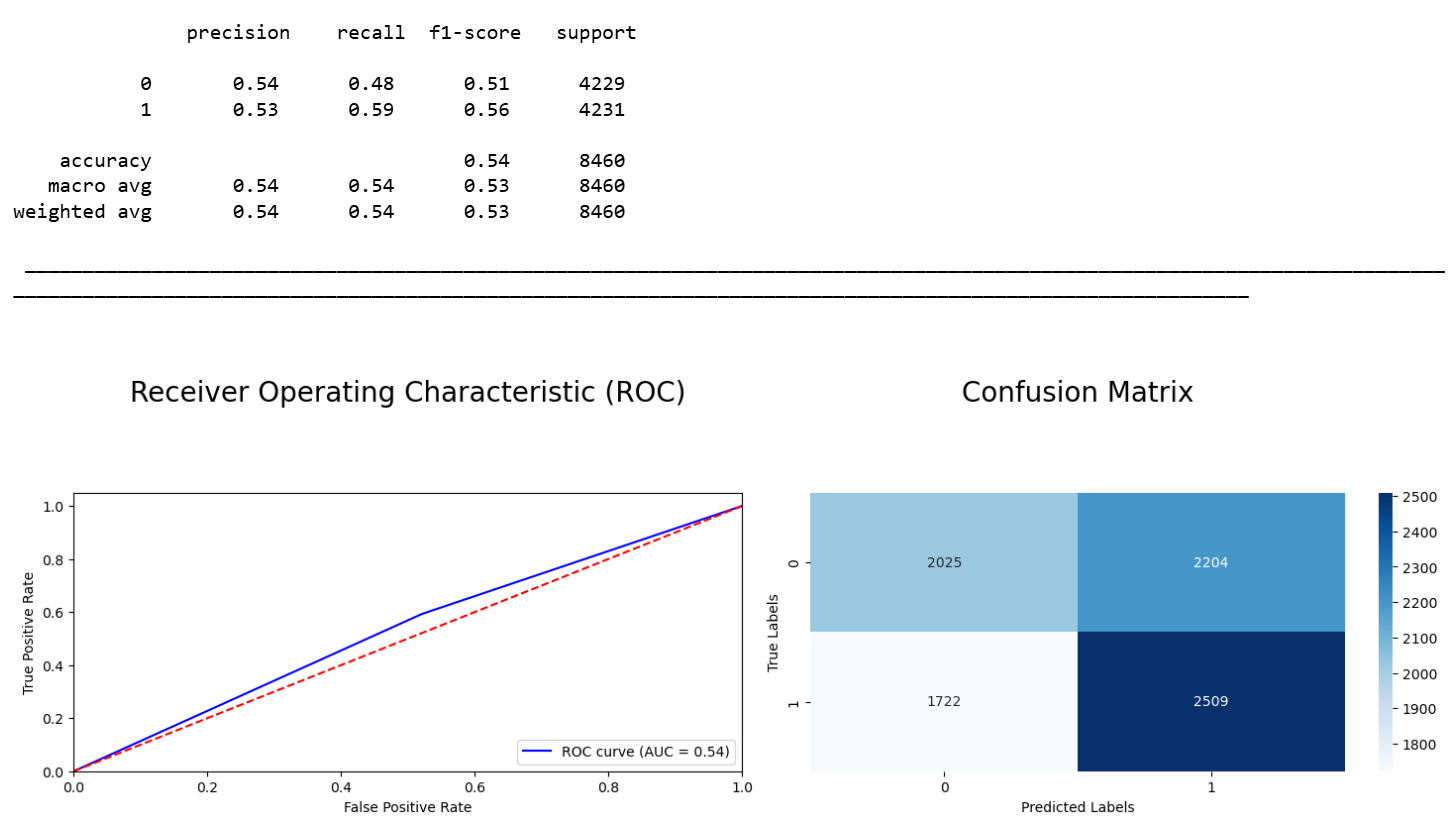 precision recall f1-score support
0 0.54 0.48 0.51 4229
1 0.53 0.59 0.56 4231
accuracy 0.54 8460
macro avg 0.54 0.54 0.53 8460
weighted avg 0.54 0.54 0.53 8460
Receiver Operating Characteristic (ROC)
True Positive Rate
1.0
0.8
0.6
0.4
0.2
0.0
ROC curve (AUC = 0.54)
0.0 0.2 0.4 0.6 0.8 1.0
False Positive Rate
Confusion Matrix
True Labels
0
1
2025 2204
1722 2509
0 1
Predicted Labels
2500
2400
2300
2200
2100
2000
1900
1800